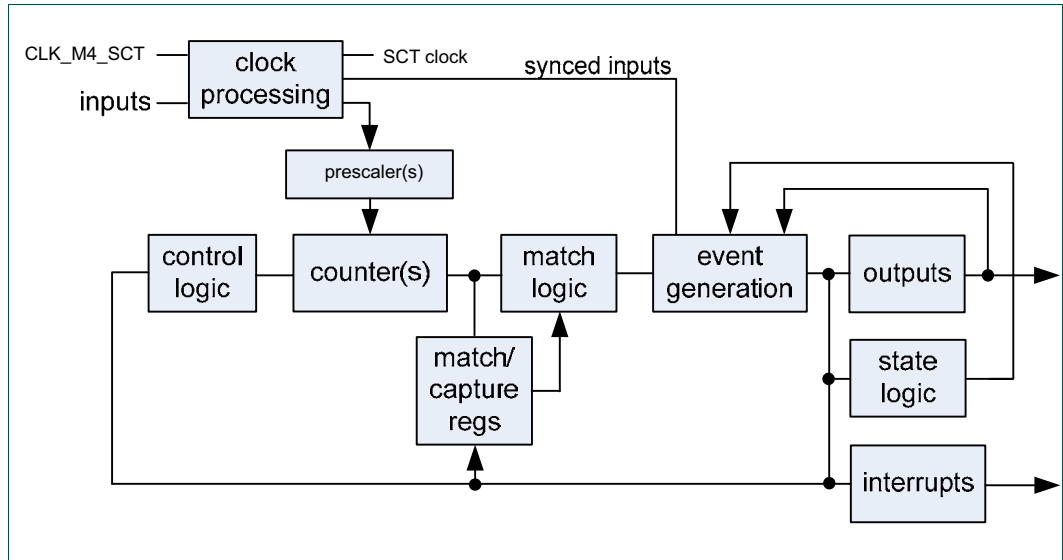 CLK_M4_SCT
inputs
clock
processing
SCT clock
synced inputs
prescaler(s)
control
logic
counter(s)
match
logic
event
generation
outputs
match/
capture
regs
state
logic
interrupts